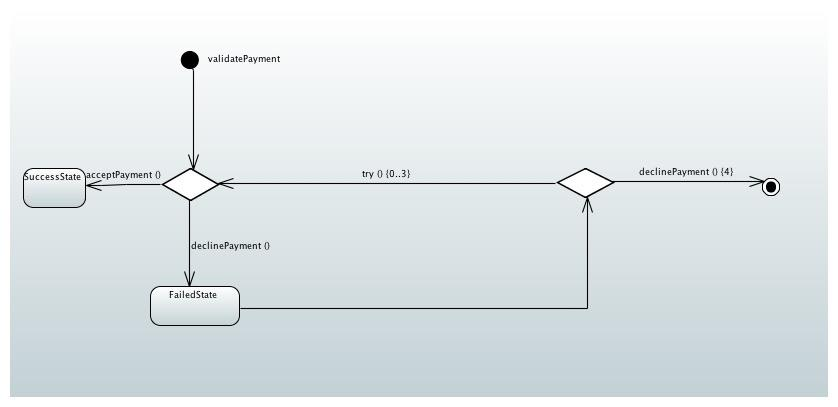 validatePayment
SuccessState
acceptPayment ()
try () {0..3}
declinePayment () {4}
declinePayment ()
FailedState